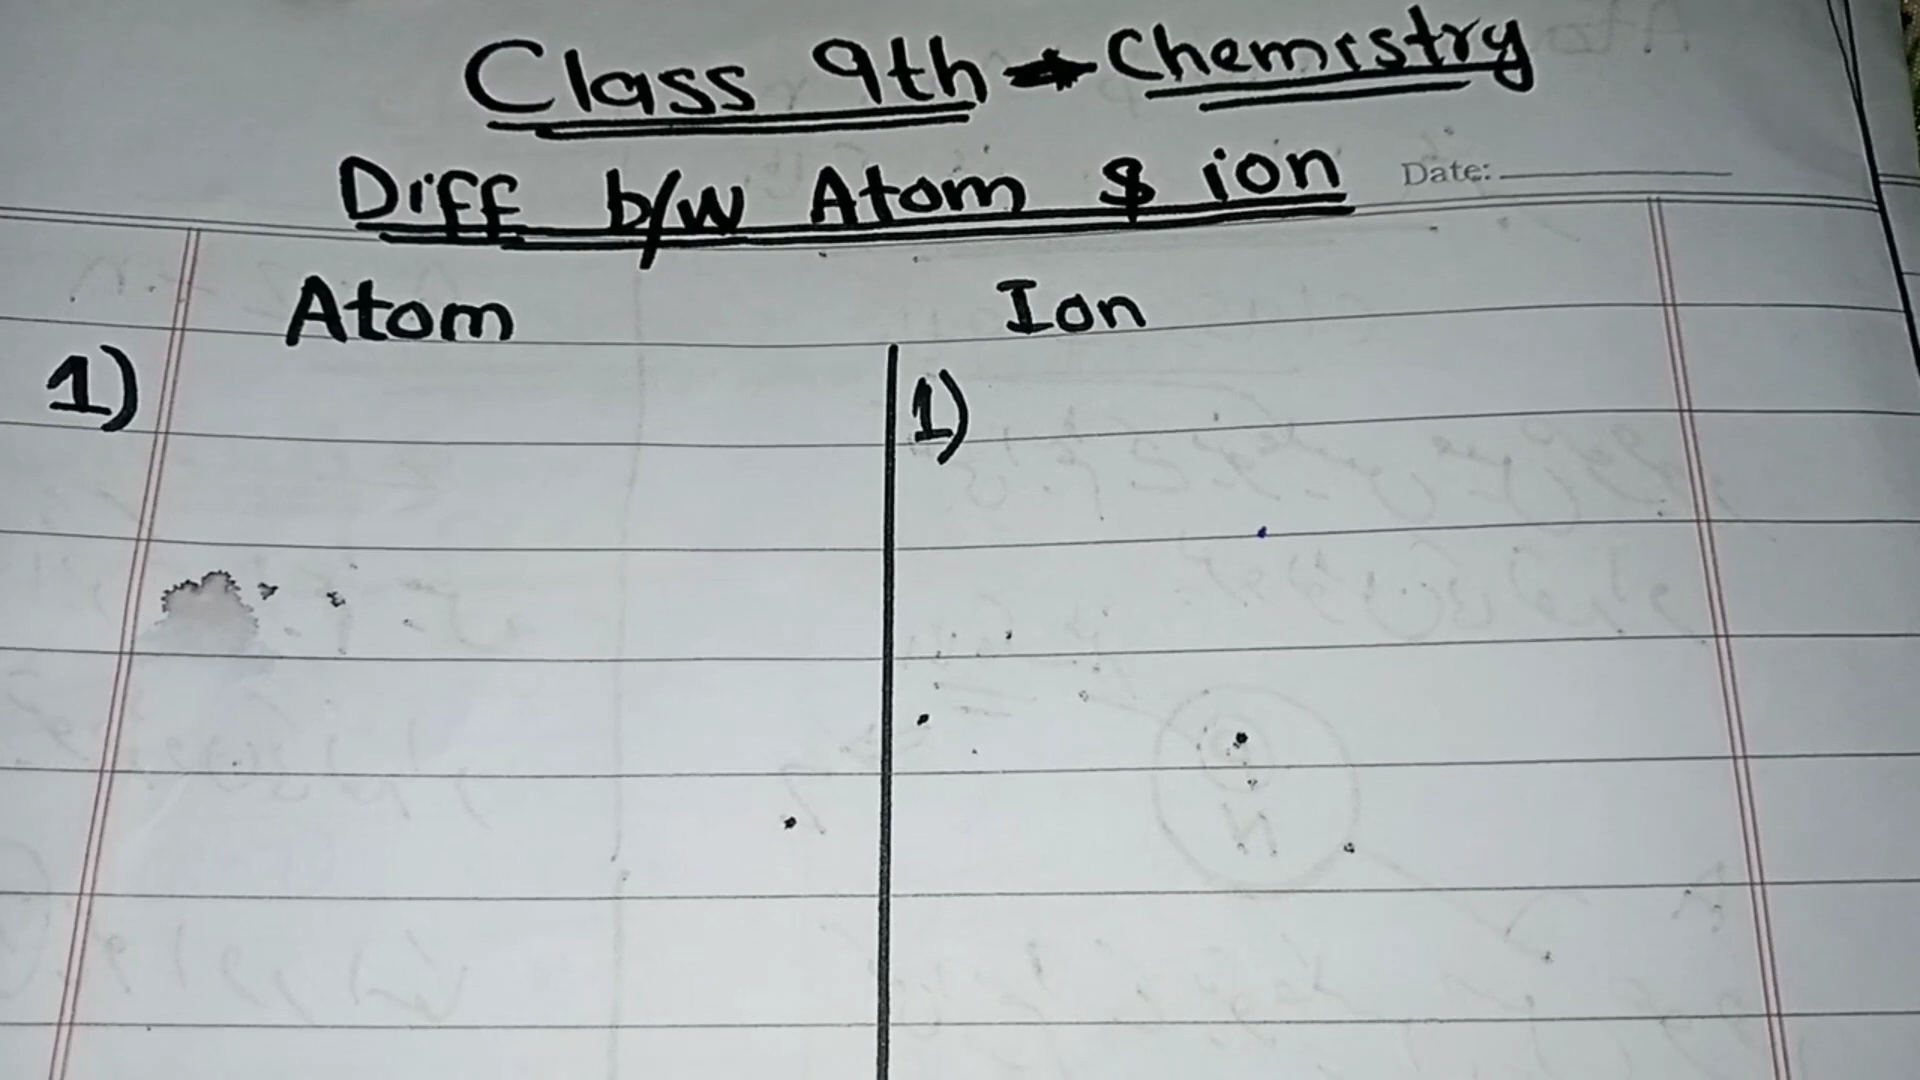 Class 9th → Chemistry
Diff b/w Atom $ ion
Date:
Atom
Ion
1)
1)